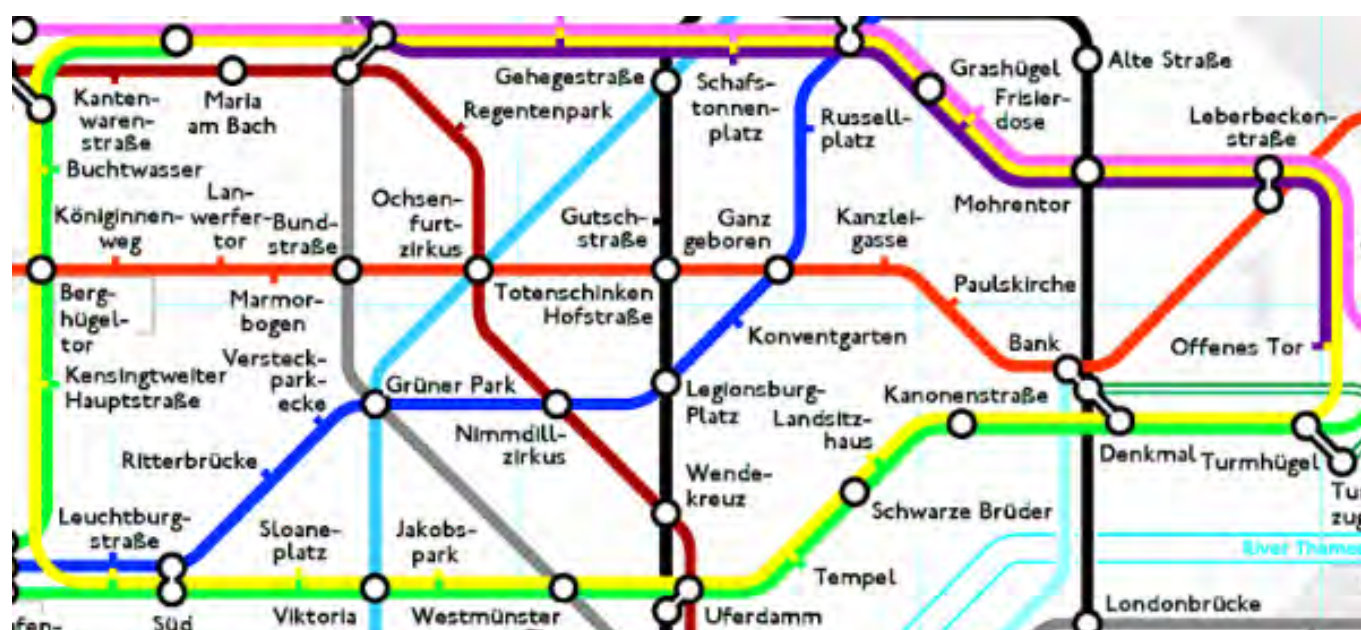 Gehegestraße
Schafs-
tonnen-
platz
Grashügel
Alte Straße
Kanten-
waren-
straße
Maria
am Bach
Regentenpark
Russell-
platz
Frisier-
dose
Leberbecken-
straße
Buchtwasser
Königinnen-
weg
Lan-
werfer-
tor
Bund-
straße
Ochsen-
furt-
zirkus
Gutsch-
straße
Ganz
geboren
Kanzlei-
gasse
Mohrentor
Berg-
hügel-
tor
Marmor-
bogen
Totenschinken
Hofstraße
Paulskirche
Konventgarten
Bank
Offenes Tor
Kensingtweiter
Hauptstraße
Versteck-
park-
ecke
Grüner Park
Legionsburg-
Platz
Kanonenstraße
Landsitz-
haus
Nimmdill-
zirkus
Ritterbrücke
Wende-
kreuz
Denkmal
Turmhügel
Tu
zug
Leuchtburg-
straße
Sloane-
platz
Jakobs-
park
Schwarze Brüder
River Thames
Tempel
Süd
Viktoria
Westmünster
Uferdamm
Londonbrücke